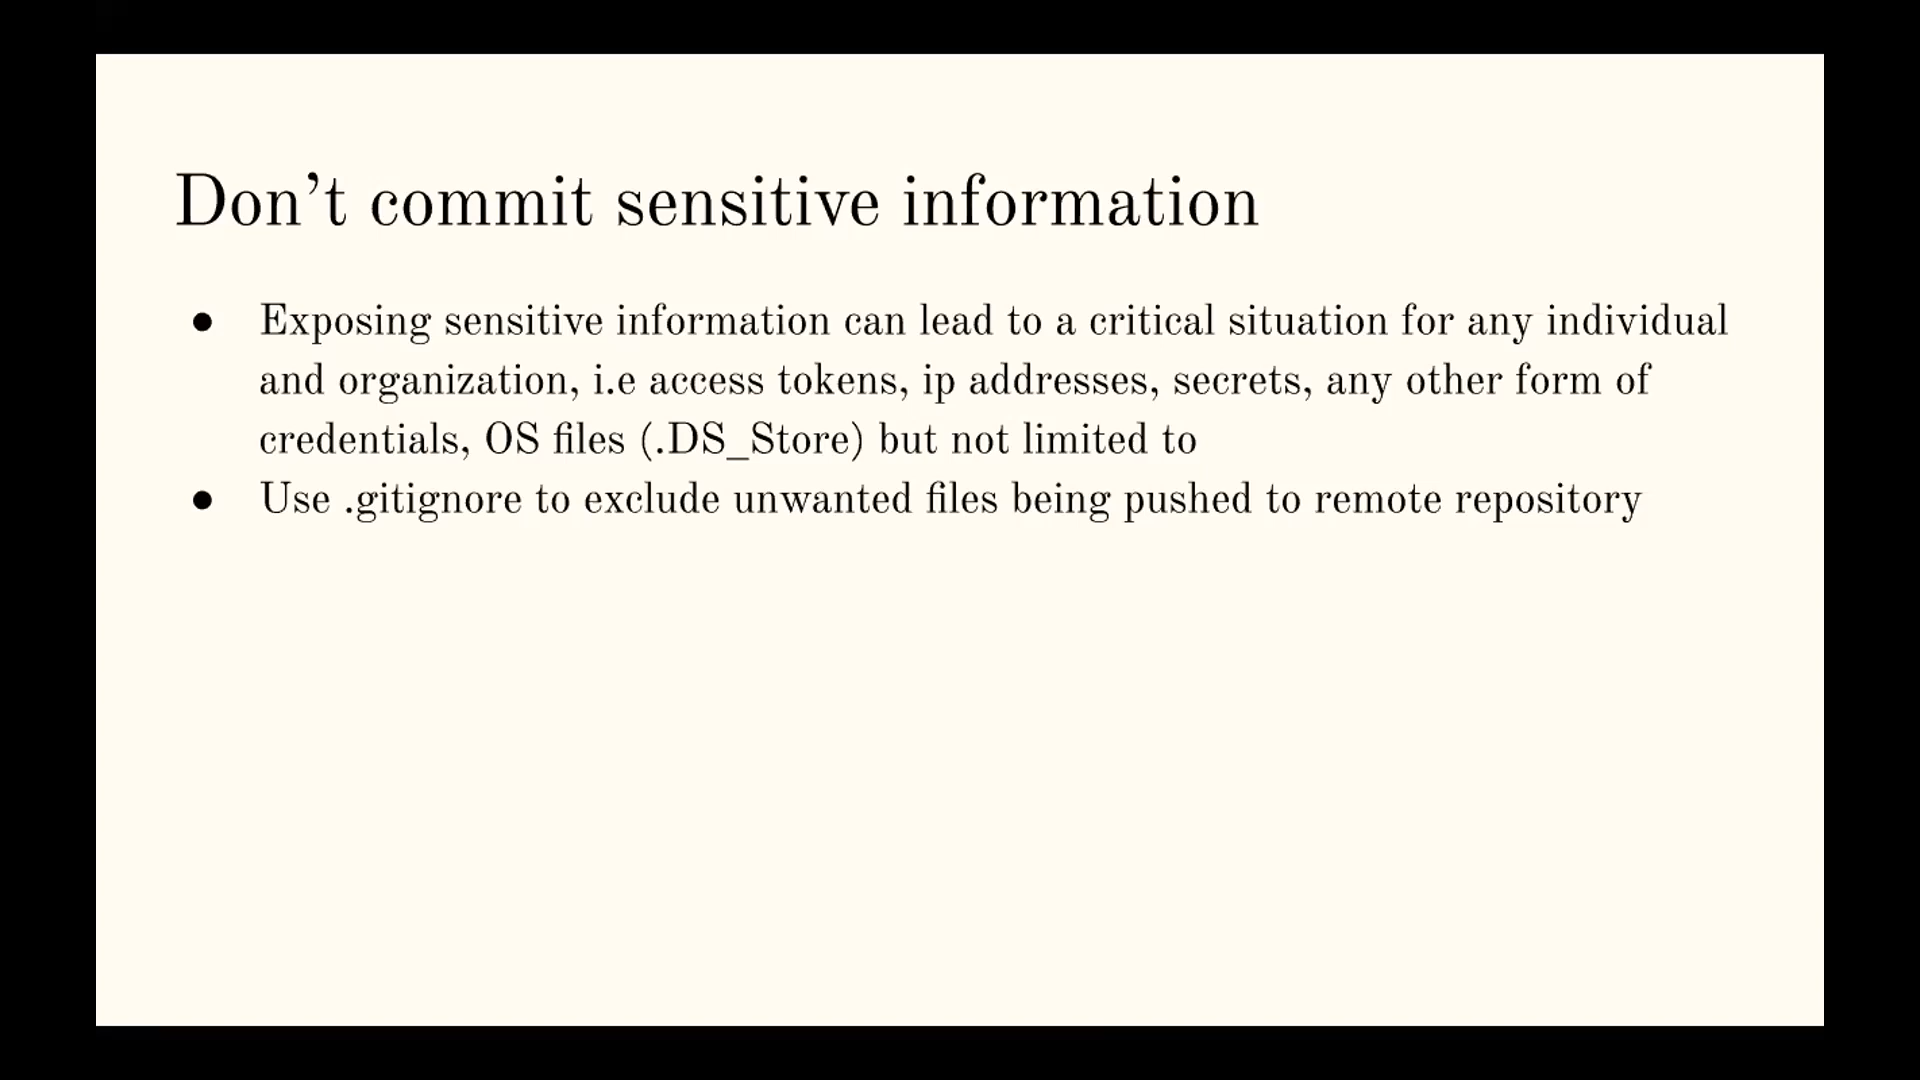 Don’t commit sensitive information
● Exposing sensitive information can lead to a critical situation for any individual
and organization, i.e access tokens, ip addresses, secrets, any other form of
credentials, OS files (.DS_Store) but not limited to
● Use .gitignore to exclude unwanted files being pushed to remote repository